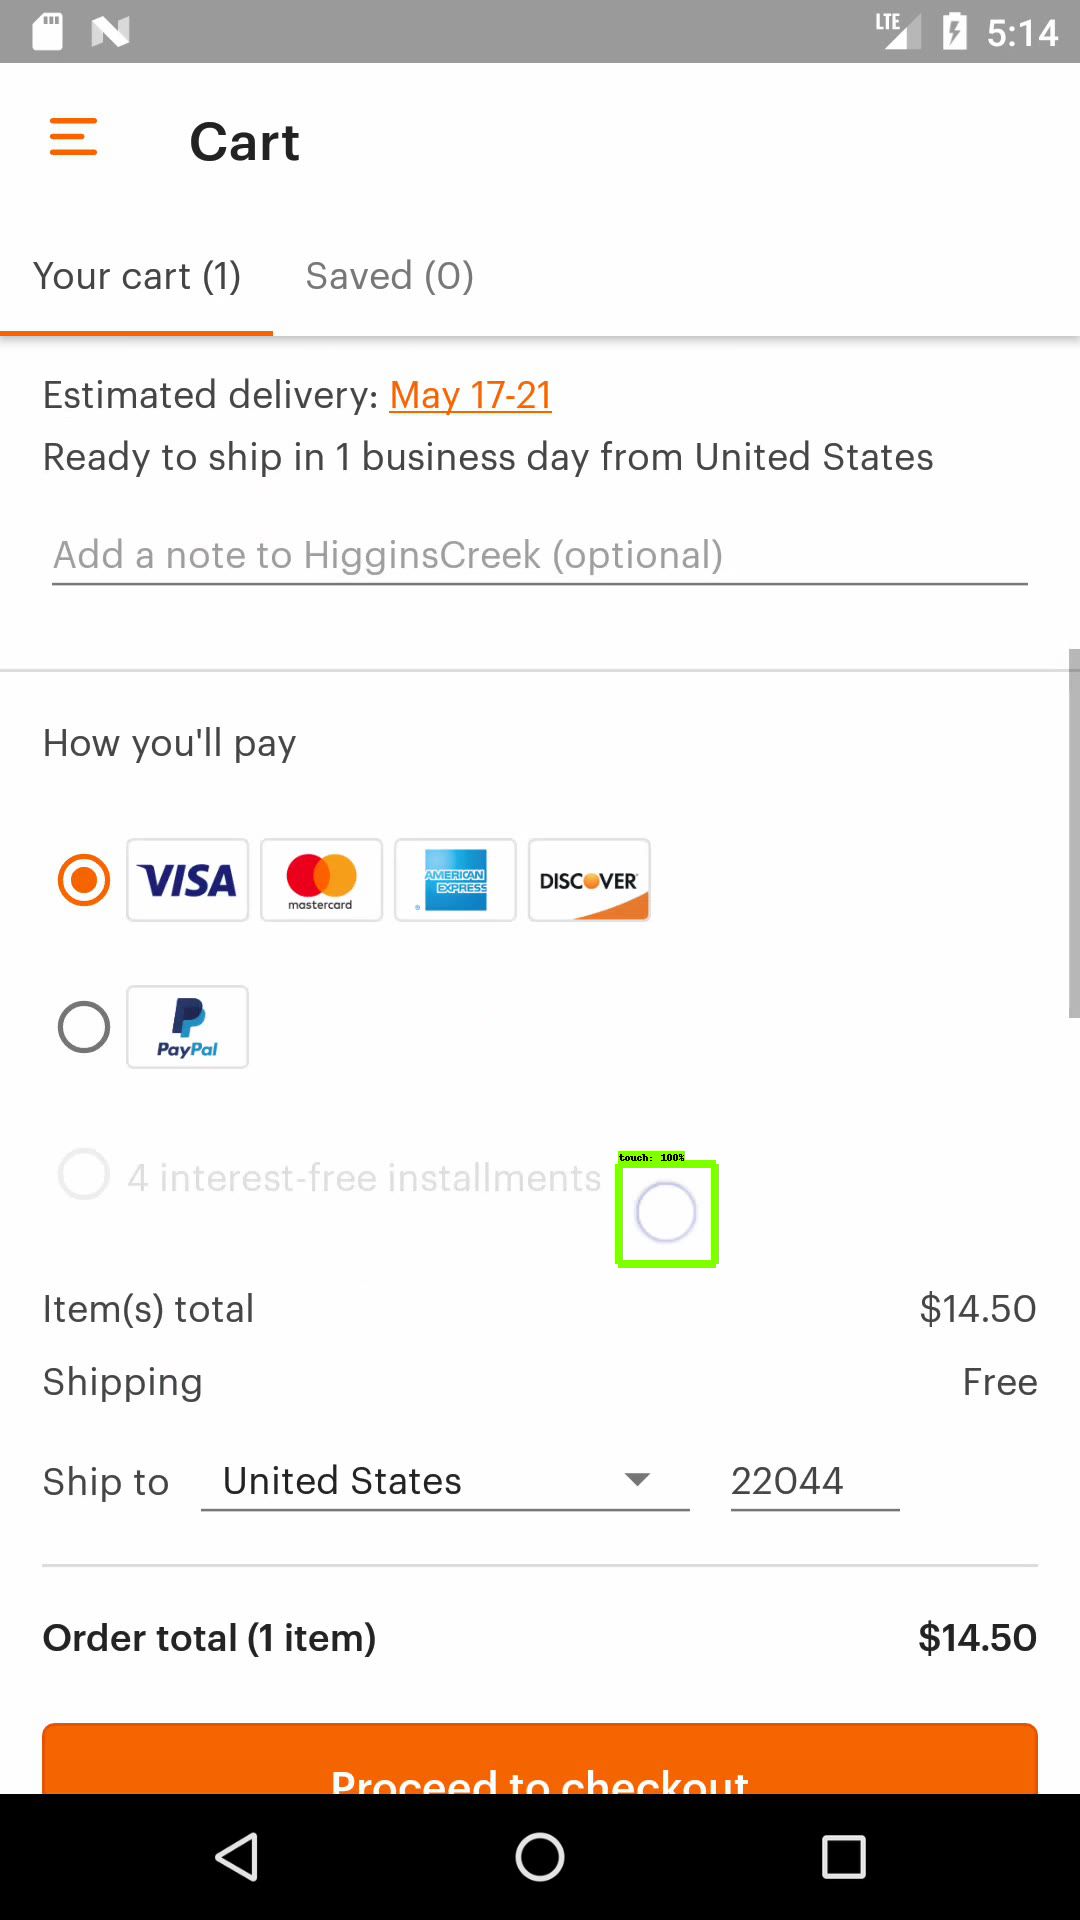 LTE 5:14
Cart
Your cart (1) Saved (0)
Estimated delivery: May 17-21
Ready to ship in 1 business day from United States
Add a note to HigginsCreek (optional)
How you'll pay
VISA mastercard AMERICAN EXPRESS DISCOVER
PayPal
touch: 100%
4 interest-free installments
Item(s) total $14.50
Shipping Free
Ship to United States 22044
Order total (1 item) $14.50
Proceed to checkout